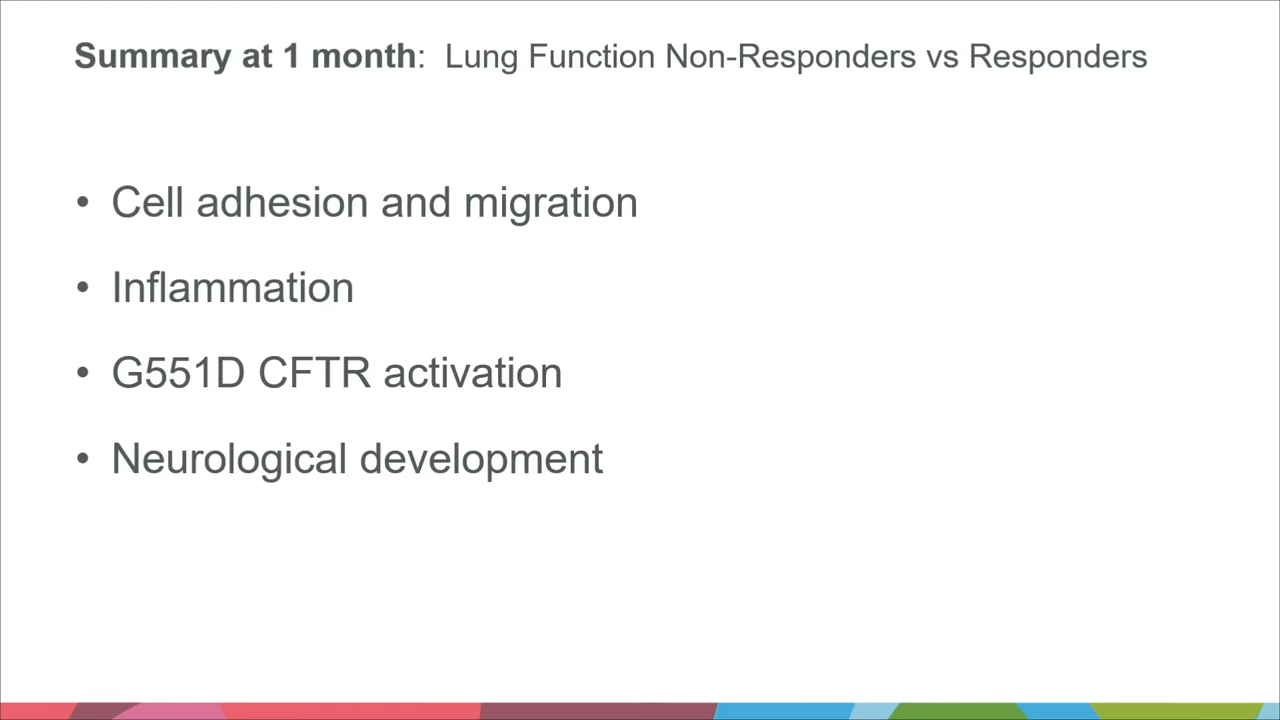 Summary at 1 month: Lung Function Non-Responders vs Responders
• Cell adhesion and migration
• Inflammation
• G551D CFTR activation
• Neurological development